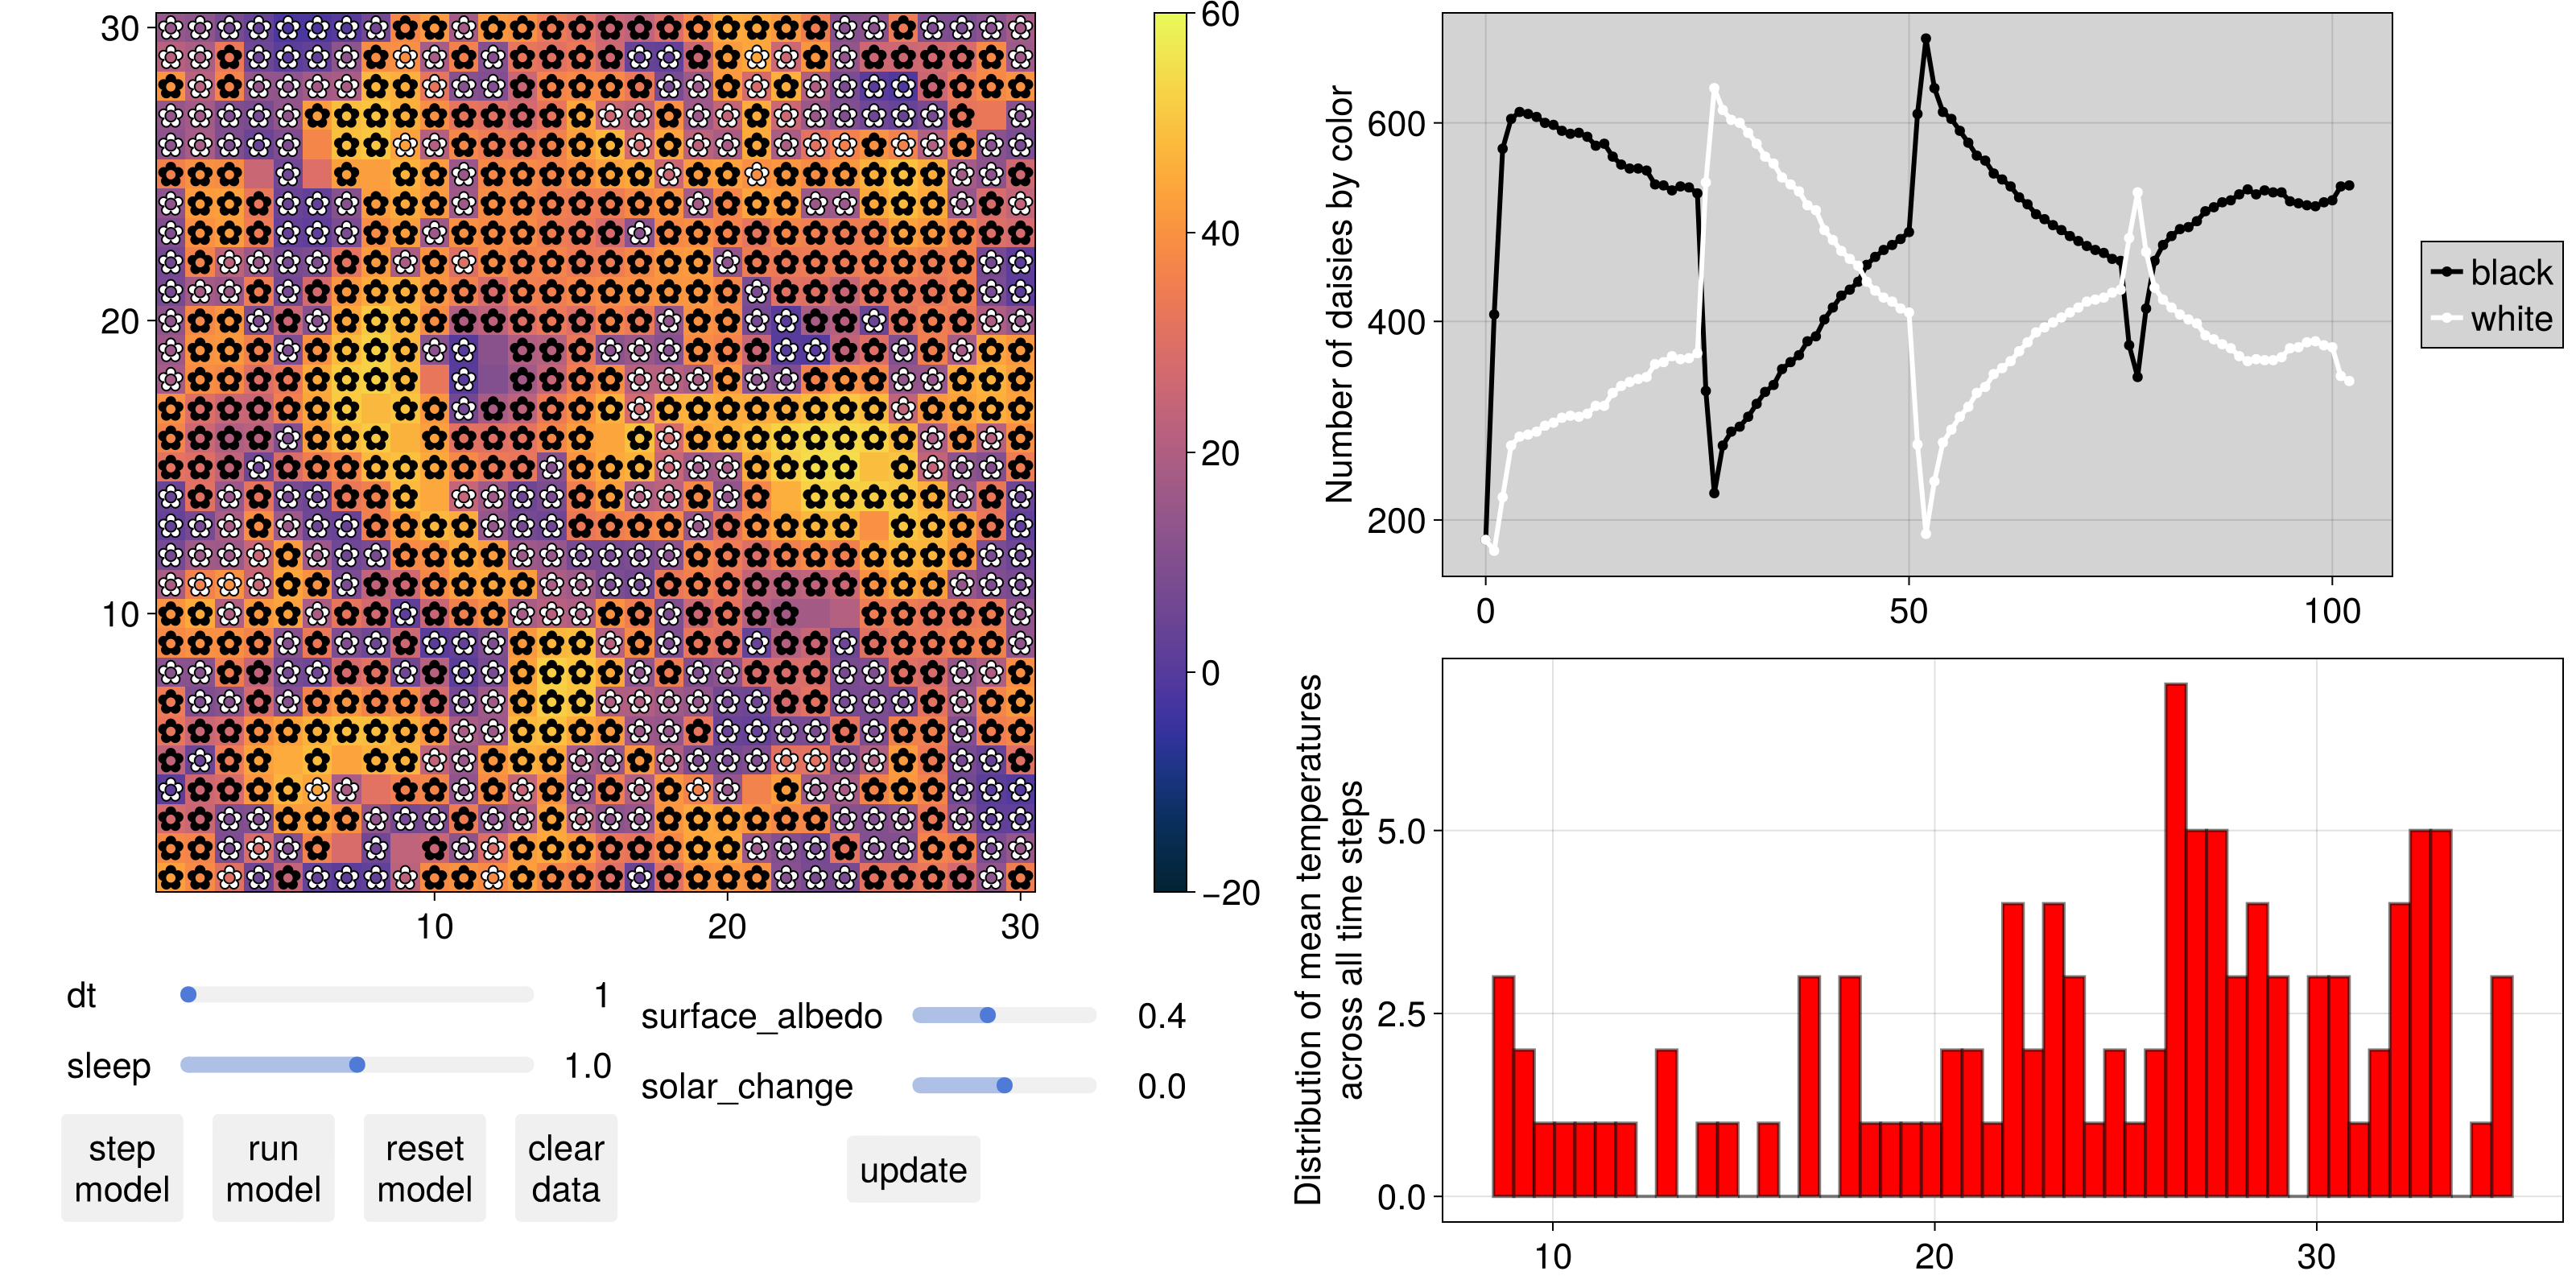 30
20
10
10
20
30
60
40
20
0
−20
dt
1
sleep
1.0
surface_albedo
0.4
solar_change
0.0
step
model
run
model
reset
model
clear
data
update
Number of daisies by color
600
400
200
0
50
100
black
white
Distribution of mean temperatures
across all time steps
5.0
2.5
0.0
10
20
30